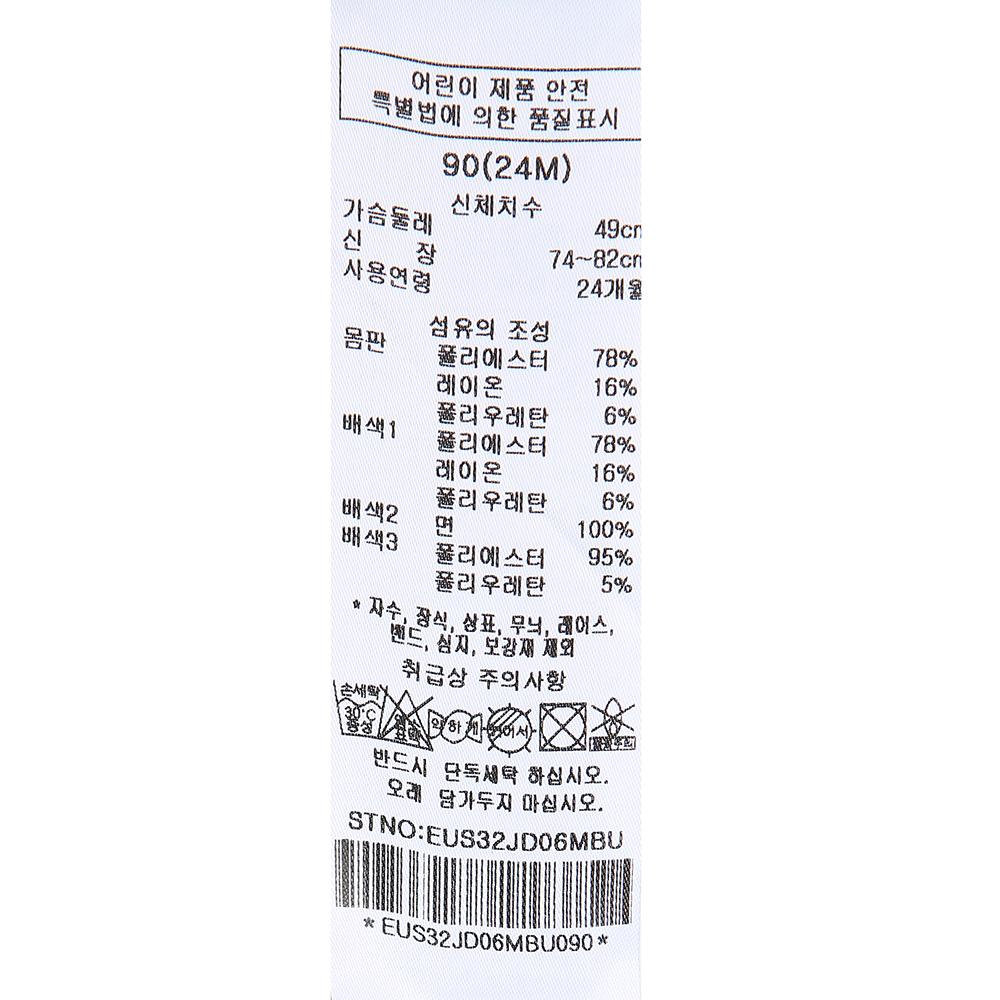 어린이 제품 안전
특별법에 의한 품질표시
90(24M)
신체치수
가슴둘레 49cm
신 장 74~82cm
사용연령 24개월
섬유의 조성
몸판 폴리에스터 78%
레이온 16%
폴리우레탄 6%
배색1 폴리에스터 78%
레이온 16%
폴리우레탄 6%
배색2 면 100%
배색3 폴리에스터 95%
폴리우레탄 5%
* 자수, 장식, 상표, 무늬, 레이스,
밴드, 심지, 보강재 제외
취급상 주의사항
손세탁
30°C
중성
약하게
반드시 단독세탁 하십시오.
오래 담가두지 마십시오.
STNO:EUS32JD06MBU
*EUS32JD06MBU090*